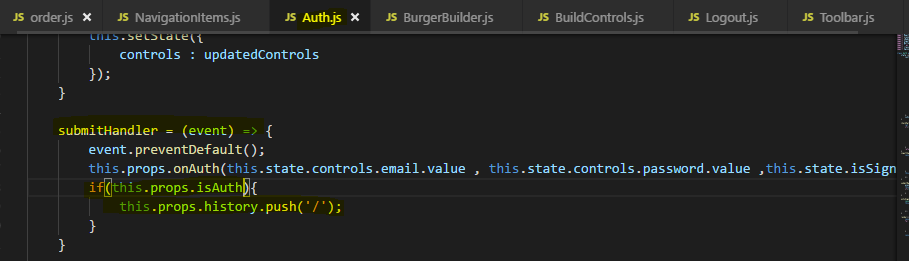 JS order.js × JS NavigationItems.js JS Auth.js × JS BurgerBuilder.js JS BuildControls.js JS Logout.js JS Toolbar.js
this.setState({
controls : updatedControls
});
}
submitHandler = (event) => {
event.preventDefault();
this.props.onAuth(this.state.controls.email.value , this.state.controls.password.value ,this.state.isSign
if(this.props.isAuth){
this.props.history.push('/');
}
}